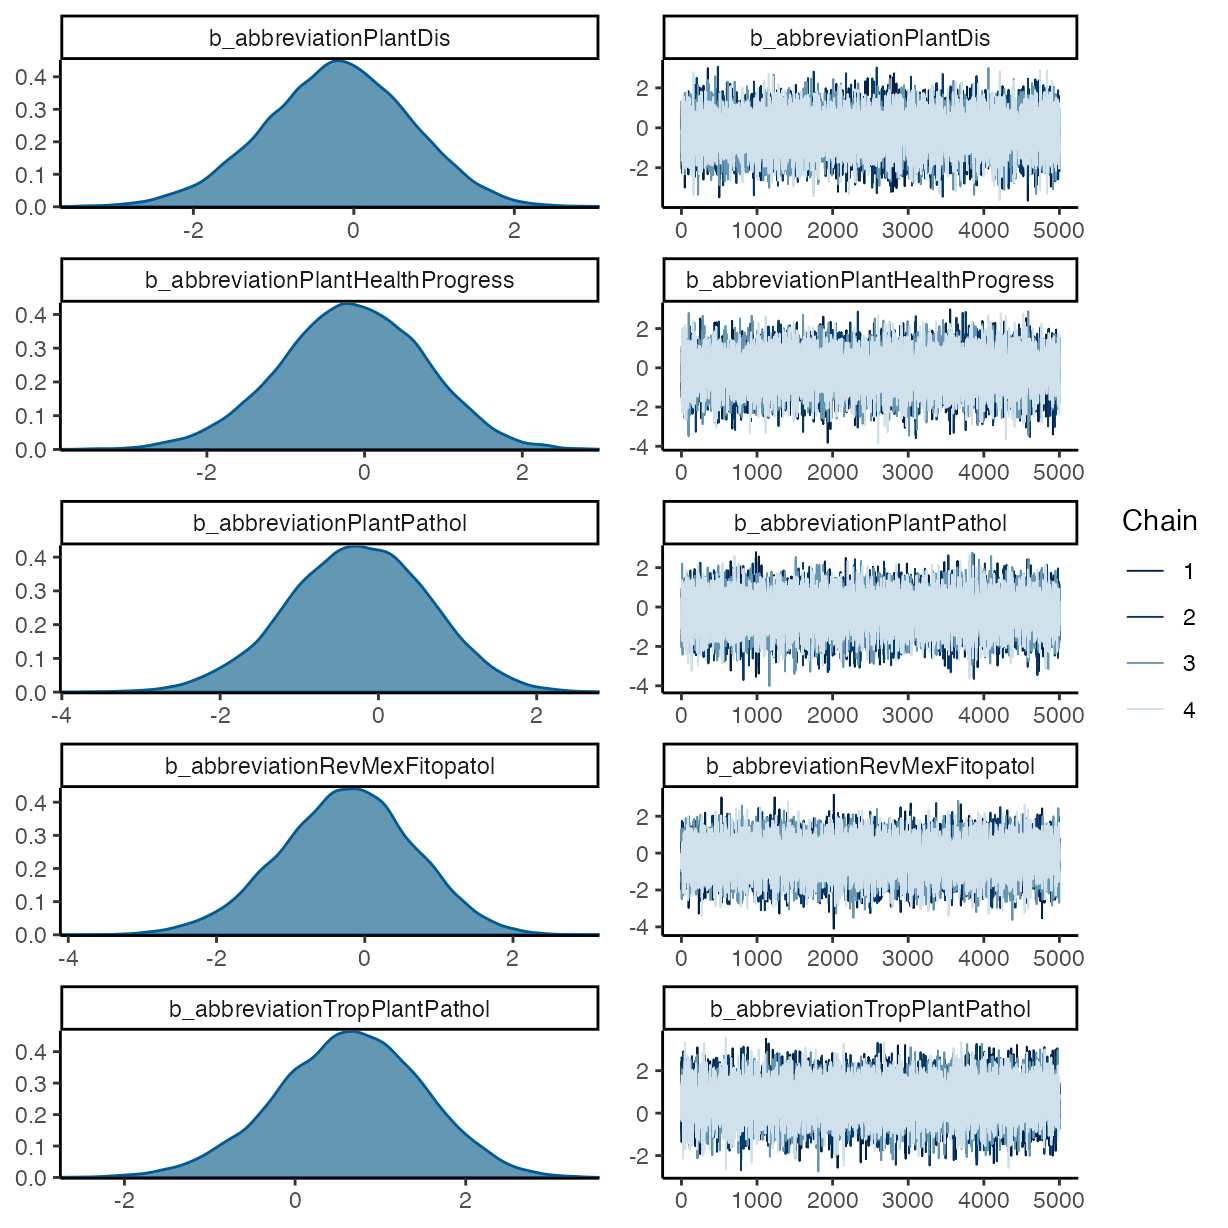 b_abbreviationPlantDis
0.4
0.3
0.2
0.1
0.0
-2 0 2
b_abbreviationPlantDis
2
0
-2
0 1000 2000 3000 4000 5000
b_abbreviationPlantHealthProgress
0.4
0.3
0.2
0.1
0.0
-2 0 2
b_abbreviationPlantHealthProgress
2
0
-2
-4
0 1000 2000 3000 4000 5000
b_abbreviationPlantPathol
0.4
0.3
0.2
0.1
0.0
-4 -2 0 2
b_abbreviationPlantPathol
2
0
-2
-4
0 1000 2000 3000 4000 5000
b_abbreviationRevMexFitopatol
0.4
0.3
0.2
0.1
0.0
-4 -2 0 2
b_abbreviationRevMexFitopatol
2
0
-2
-4
0 1000 2000 3000 4000 5000
b_abbreviationTropPlantPathol
0.4
0.3
0.2
0.1
0.0
-2 0 2
b_abbreviationTropPlantPathol
2
0
-2
0 1000 2000 3000 4000 5000
Chain
1
2
3
4